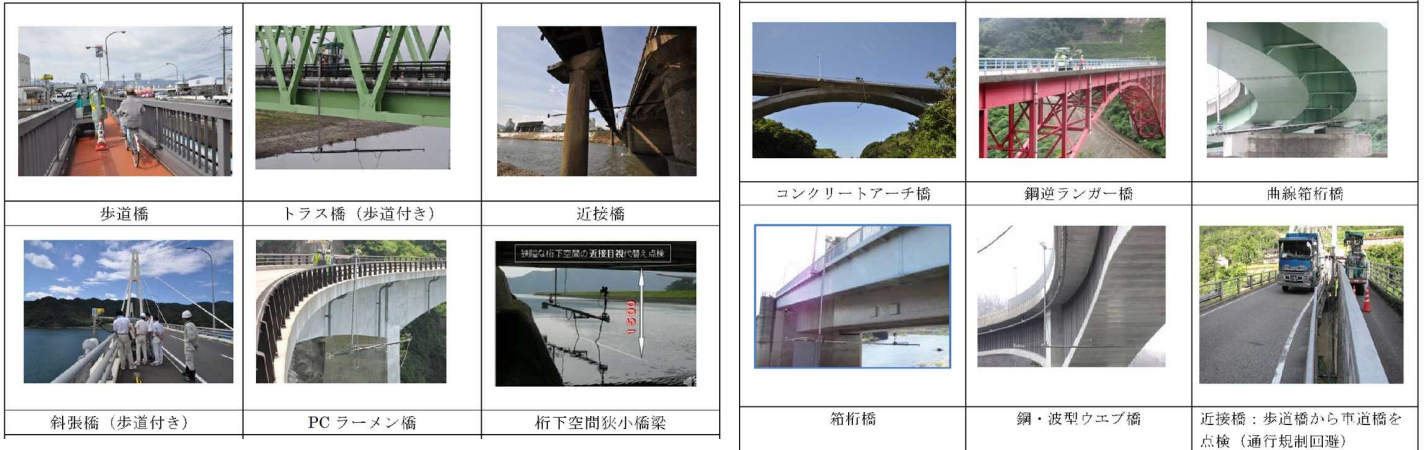 歩道橋
トラス橋（歩道付き）
近接橋
狭隘な桁下空間の近接目視代替え点検
1500
斜張橋（歩道付き）
PC ラーメン橋
桁下空間狭小橋梁
コンクリートアーチ橋
鋼逆ランガー橋
曲線箱桁橋
箱桁橋
鋼・波型ウエブ橋
近接橋：歩道橋から車道橋を
点検（通行規制回避）